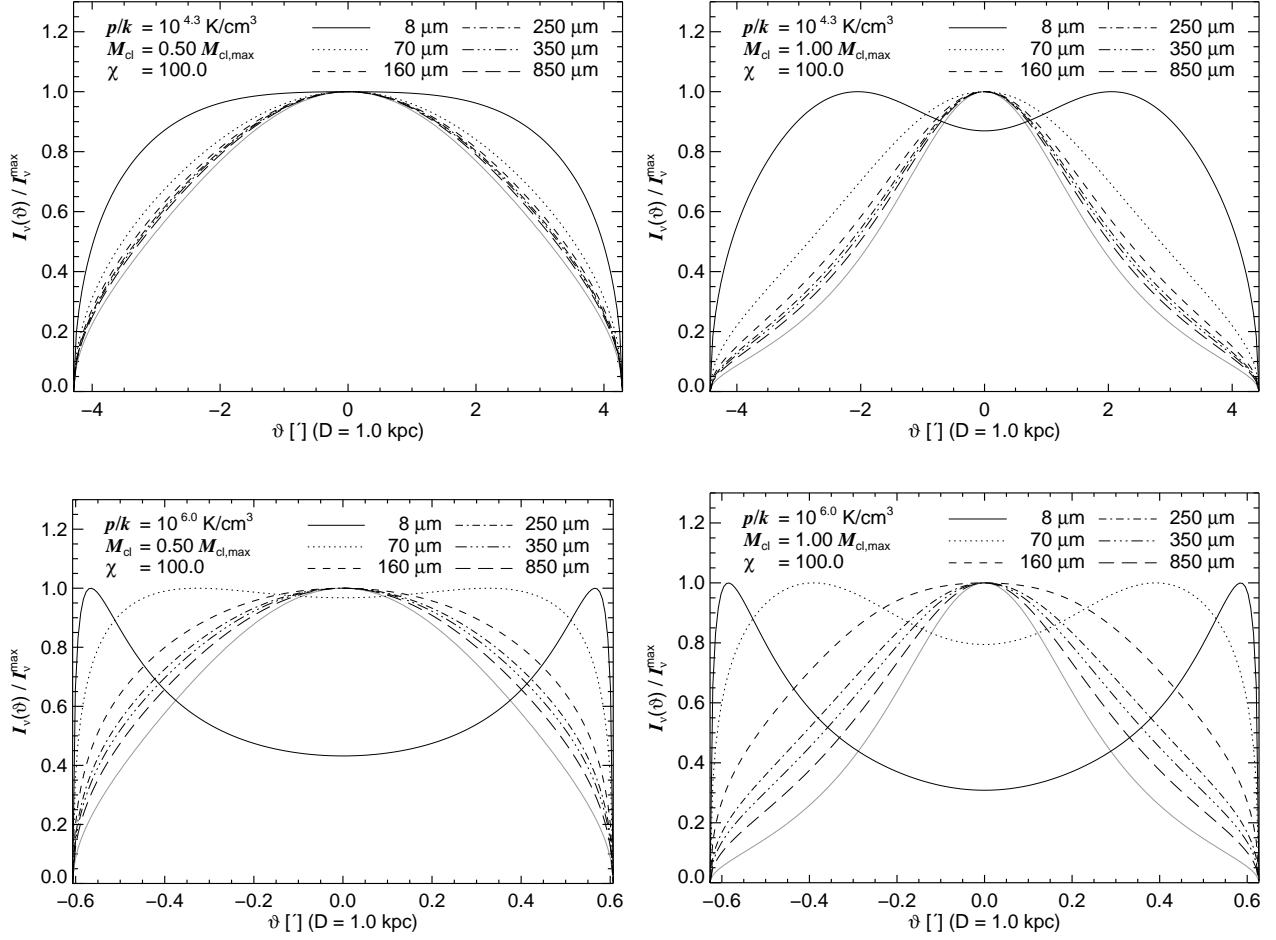 p/k = 10^4.3 K/cm^3
M_cl = 0.50 M_cl,max
χ = 100.0
8 μm 250 μm
70 μm 350 μm
160 μm 850 μm
1.2
1.0
0.8
0.6
0.4
0.2
0.0
I_ν(ϑ) / I_ν^max
−4 −2 0 2 4
ϑ [′] (D = 1.0 kpc)
p/k = 10^4.3 K/cm^3
M_cl = 1.00 M_cl,max
χ = 100.0
8 μm 250 μm
70 μm 350 μm
160 μm 850 μm
1.2
1.0
0.8
0.6
0.4
0.2
0.0
I_ν(ϑ) / I_ν^max
−4 −2 0 2 4
ϑ [′] (D = 1.0 kpc)
p/k = 10^6.0 K/cm^3
M_cl = 0.50 M_cl,max
χ = 100.0
8 μm 250 μm
70 μm 350 μm
160 μm 850 μm
1.2
1.0
0.8
0.6
0.4
0.2
0.0
I_ν(ϑ) / I_ν^max
−0.6 −0.4 −0.2 0.0 0.2 0.4 0.6
ϑ [′] (D = 1.0 kpc)
p/k = 10^6.0 K/cm^3
M_cl = 1.00 M_cl,max
χ = 100.0
8 μm 250 μm
70 μm 350 μm
160 μm 850 μm
1.2
1.0
0.8
0.6
0.4
0.2
0.0
I_ν(ϑ) / I_ν^max
−0.6 −0.4 −0.2 0.0 0.2 0.4 0.6
ϑ [′] (D = 1.0 kpc)